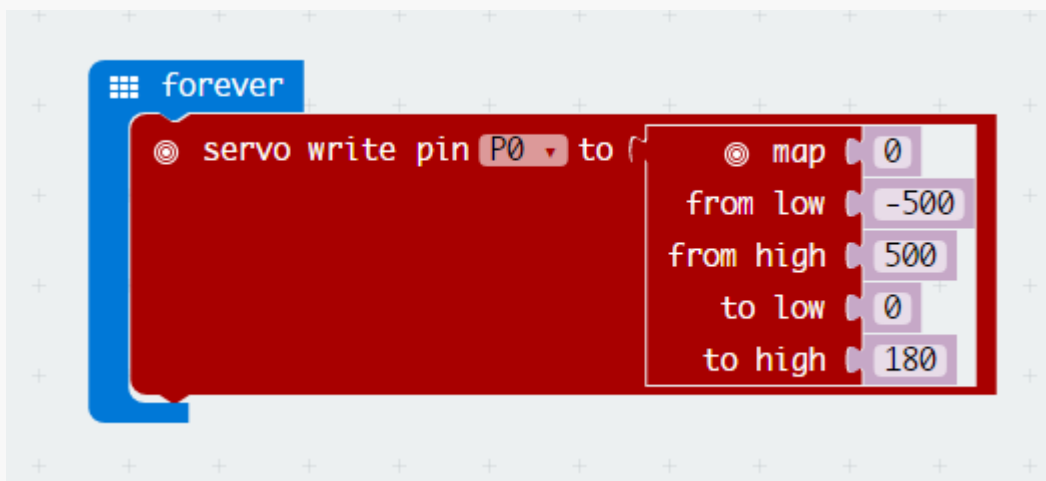 forever
servo write pin P0 to map 0
from low -500
from high 500
to low 0
to high 180